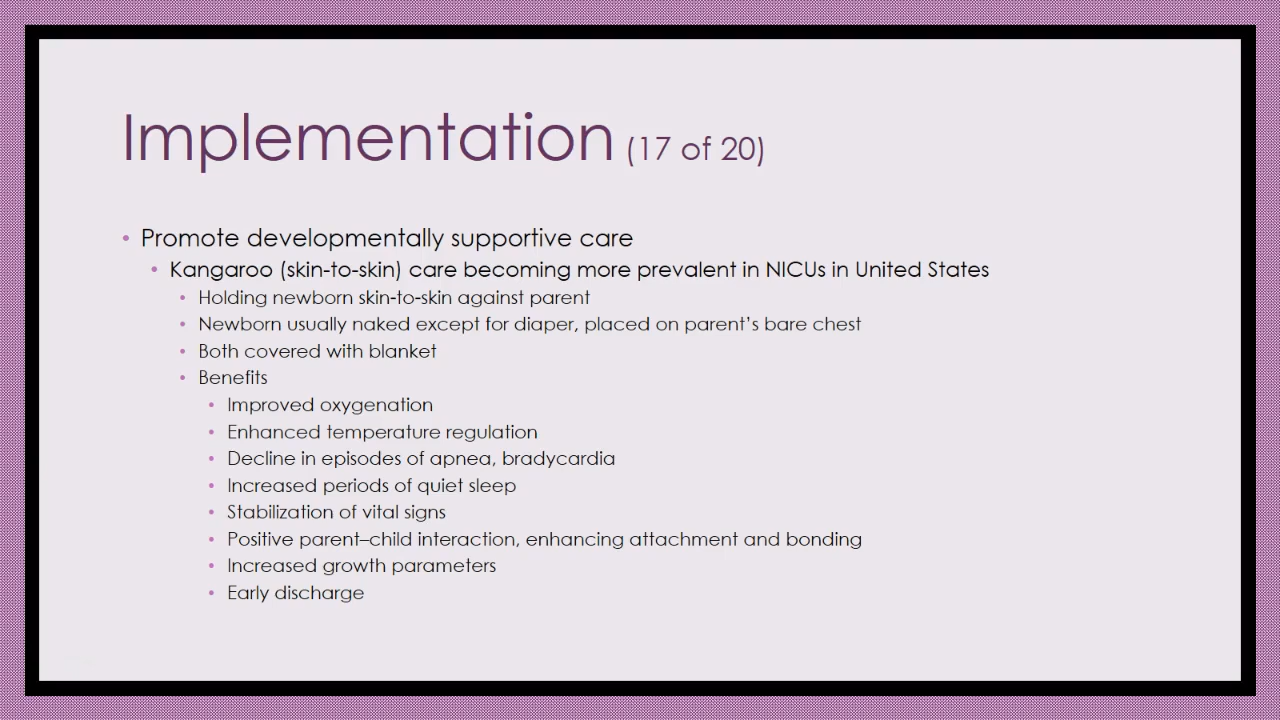 Implementation (17 of 20)
• Promote developmentally supportive care
• Kangaroo (skin-to-skin) care becoming more prevalent in NICUs in United States
• Holding newborn skin-to-skin against parent
• Newborn usually naked except for diaper, placed on parent’s bare chest
• Both covered with blanket
• Benefits
• Improved oxygenation
• Enhanced temperature regulation
• Decline in episodes of apnea, bradycardia
• Increased periods of quiet sleep
• Stabilization of vital signs
• Positive parent–child interaction, enhancing attachment and bonding
• Increased growth parameters
• Early discharge